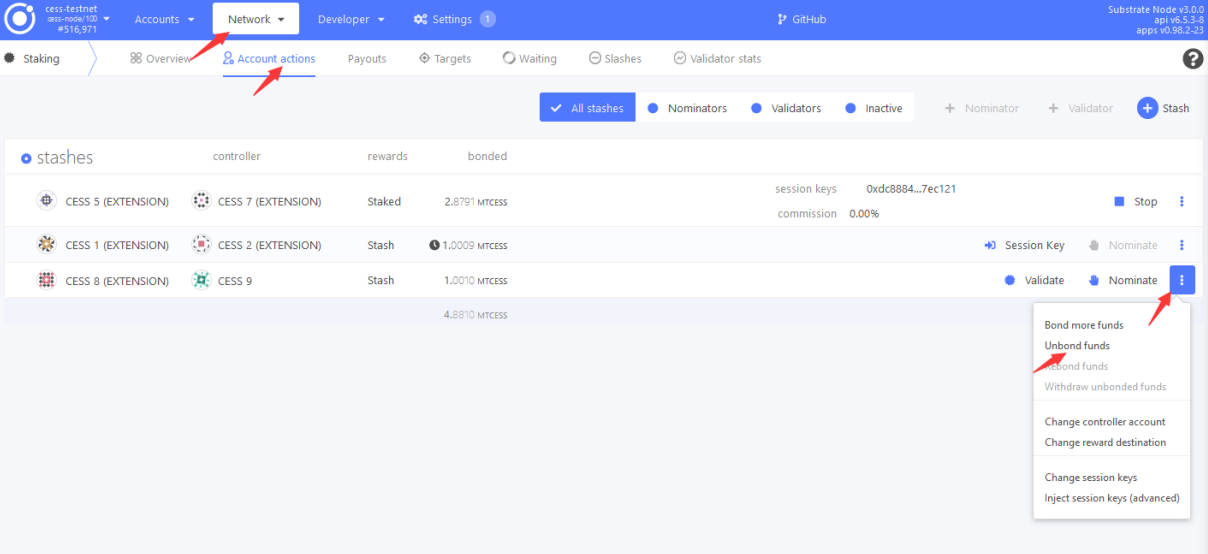 cess-testnet
cess-node/100
#516,971
Accounts
Network
Developer
Settings 1
GitHub
Substrate Node v3.0.0
api v6.5.3-8
apps v0.98.2-23
Staking
Overview
Account actions
Payouts
Targets
Waiting
Slashes
Validator stats
?
All stashes
Nominators
Validators
Inactive
Nominator
Validator
Stash
stashes controller rewards bonded
CESS 5 (EXTENSION) CESS 7 (EXTENSION) Staked 2.8791 MTCESS
session keys 0xdc8884...7ec121
commission 0.00%
Stop
CESS 1 (EXTENSION) CESS 2 (EXTENSION) Stash 1.0009 MTCESS Session Key Nominate
CESS 8 (EXTENSION) CESS 9 Stash 1.0010 MTCESS Validate Nominate
4.8810 MTCESS
Bond more funds
Unbond funds
Rebond funds
Withdraw unbonded funds
Change controller account
Change reward destination
Change session keys
Inject session keys (advanced)